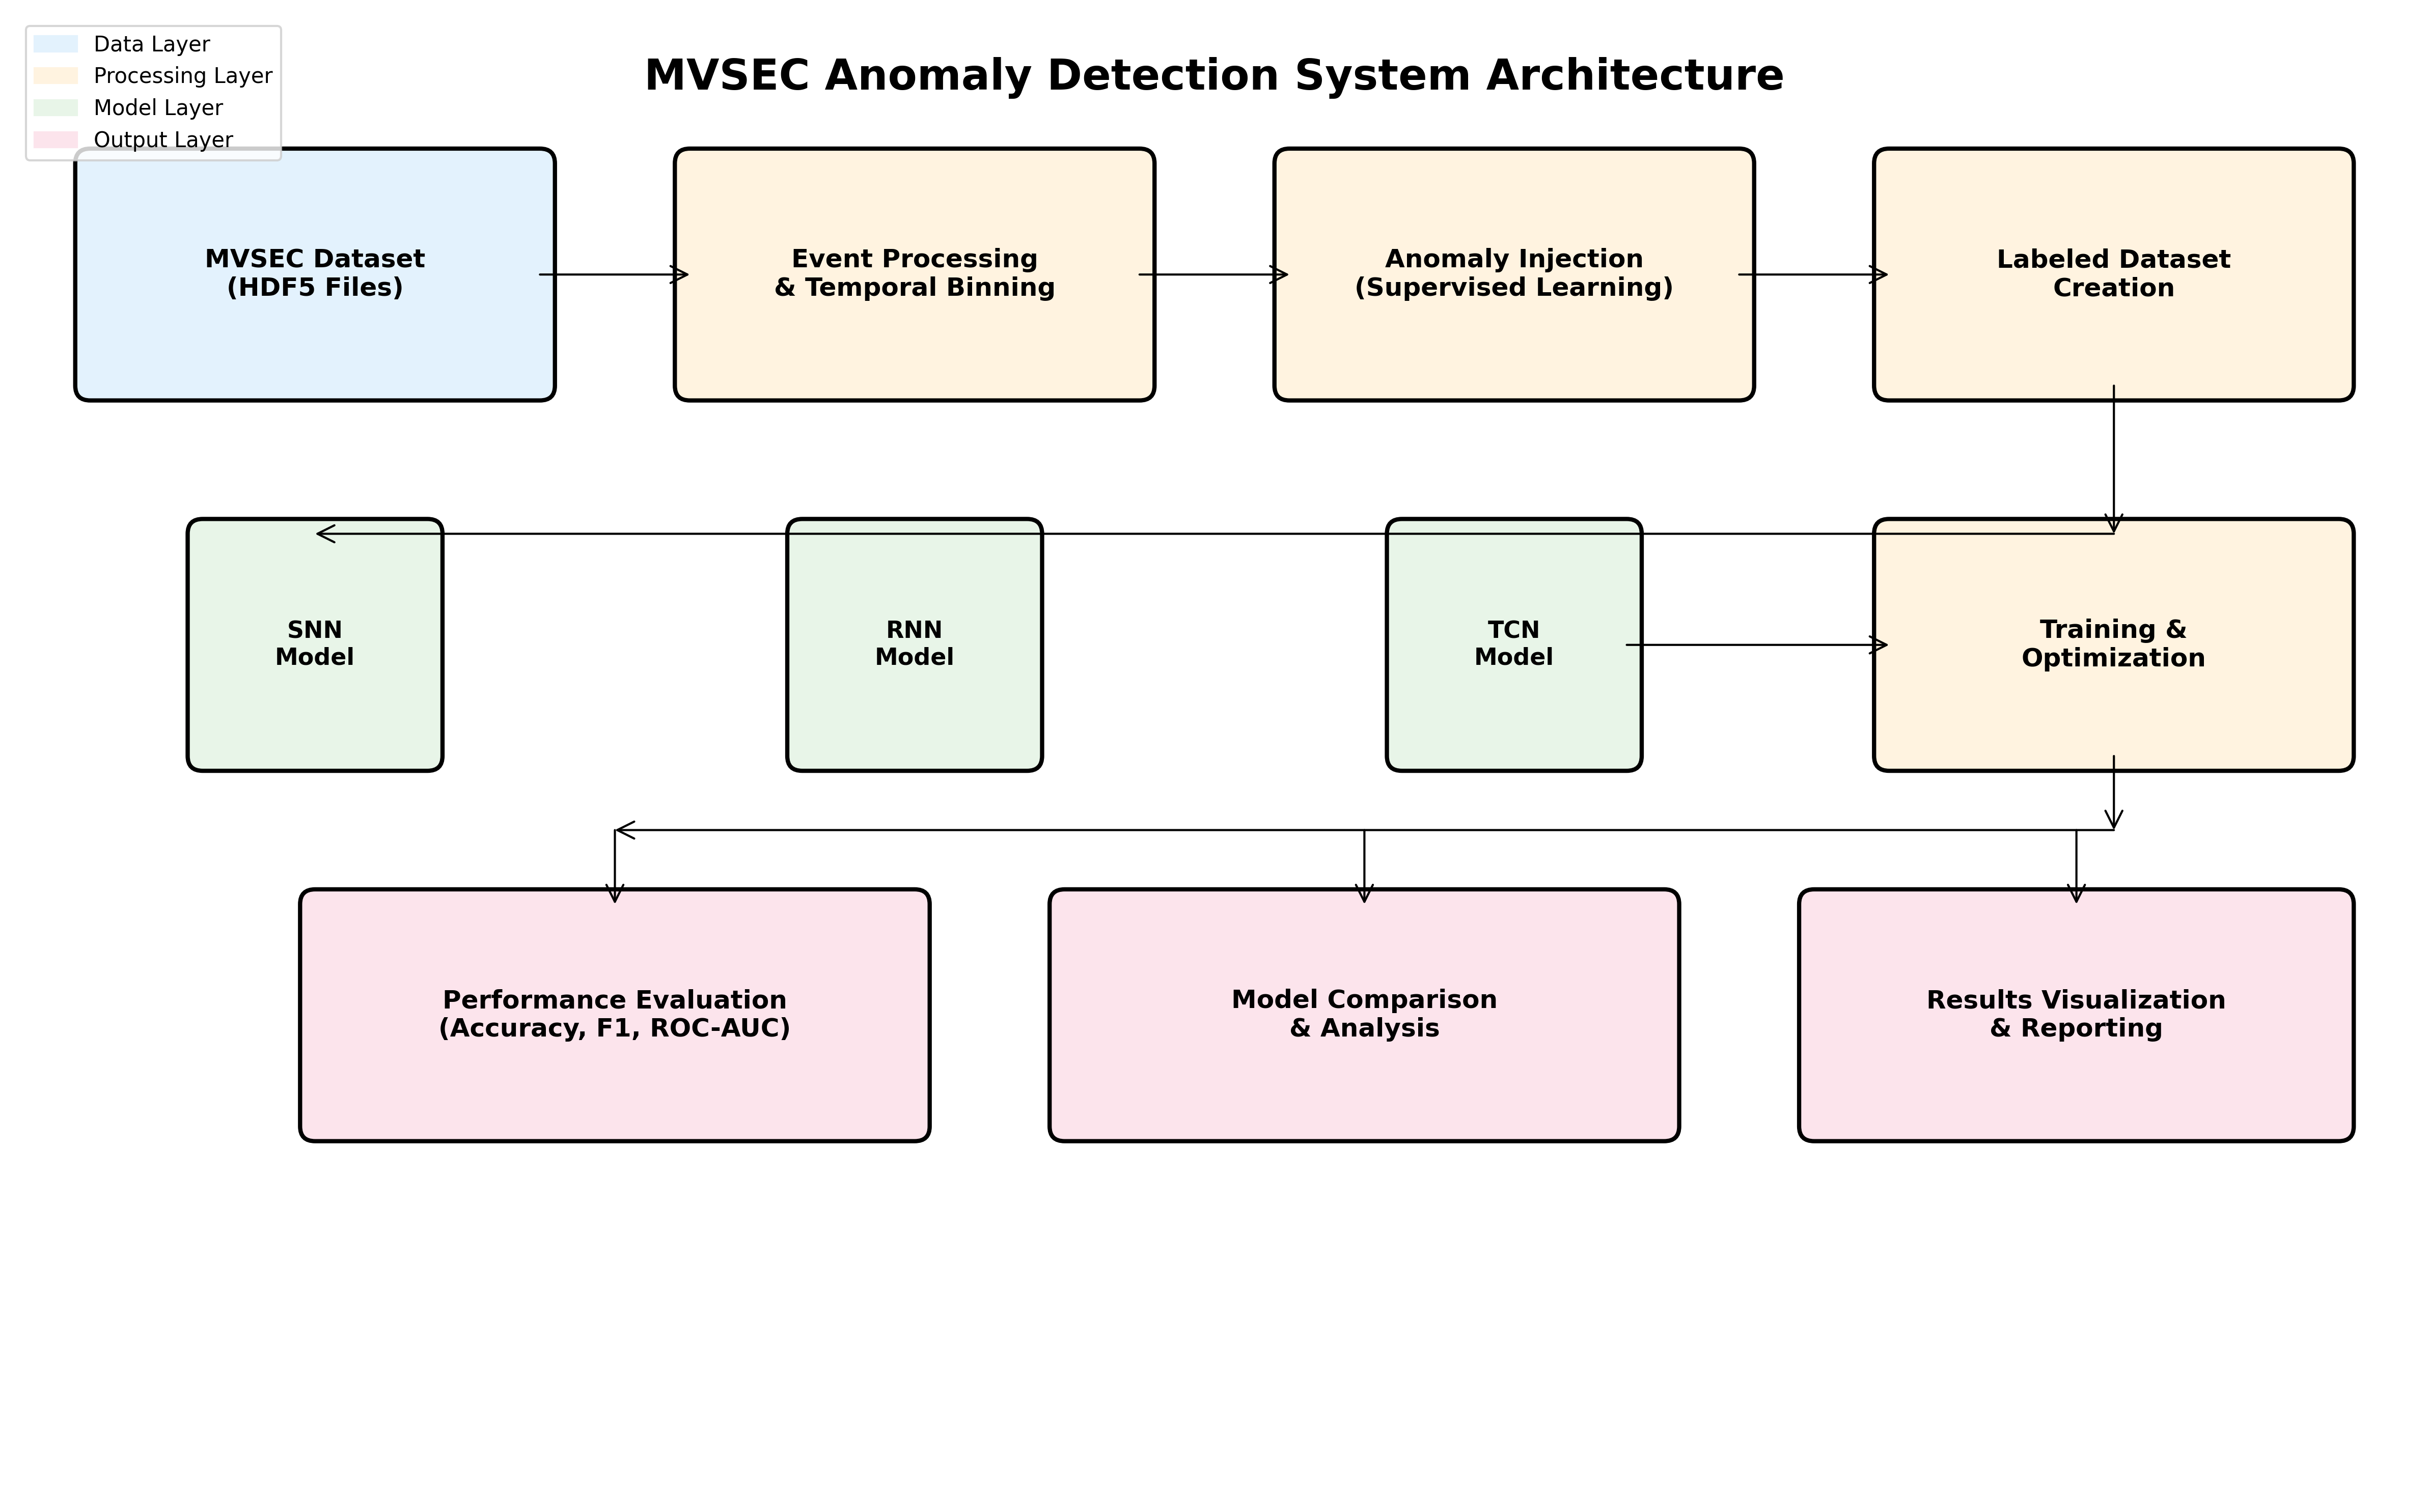 Data Layer
Processing Layer
Model Layer
Output Layer
MVSEC Anomaly Detection System Architecture
MVSEC Dataset
(HDF5 Files)
Event Processing
& Temporal Binning
Anomaly Injection
(Supervised Learning)
Labeled Dataset
Creation
SNN
Model
RNN
Model
TCN
Model
Training &
Optimization
Performance Evaluation
(Accuracy, F1, ROC-AUC)
Model Comparison
& Analysis
Results Visualization
& Reporting